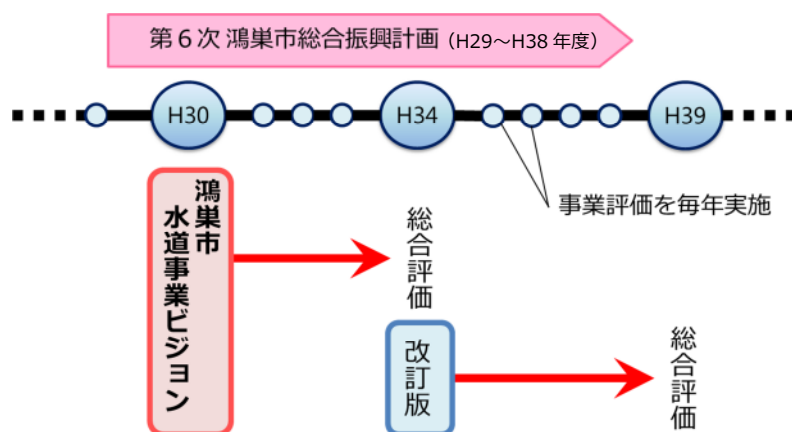 第6次 鴻巣市総合振興計画（H29～H38 年度）
H30
H34
H39
事業評価を毎年実施
鴻巣市
水道事業ビジョン
総合評価
改訂版
総合評価